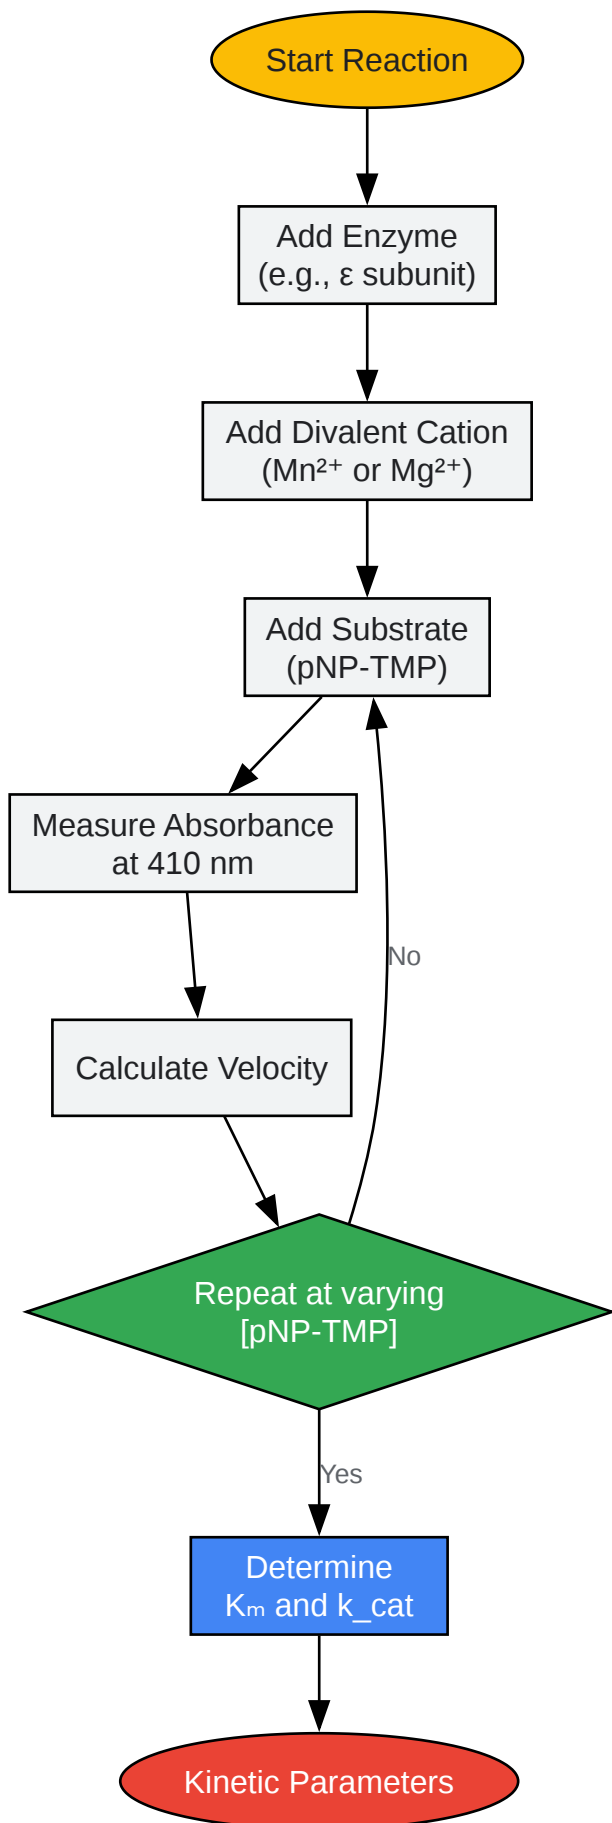 Start Reaction
Add Enzyme
(e.g., ε subunit)
Add Divalent Cation
(Mn²⁺ or Mg²⁺)
Add Substrate
(pNP-TMP)
Measure Absorbance
at 410 nm
No
Calculate Velocity
Repeat at varying
[pNP-TMP]
Yes
Determine
Kₘ and k_cat
Kinetic Parameters